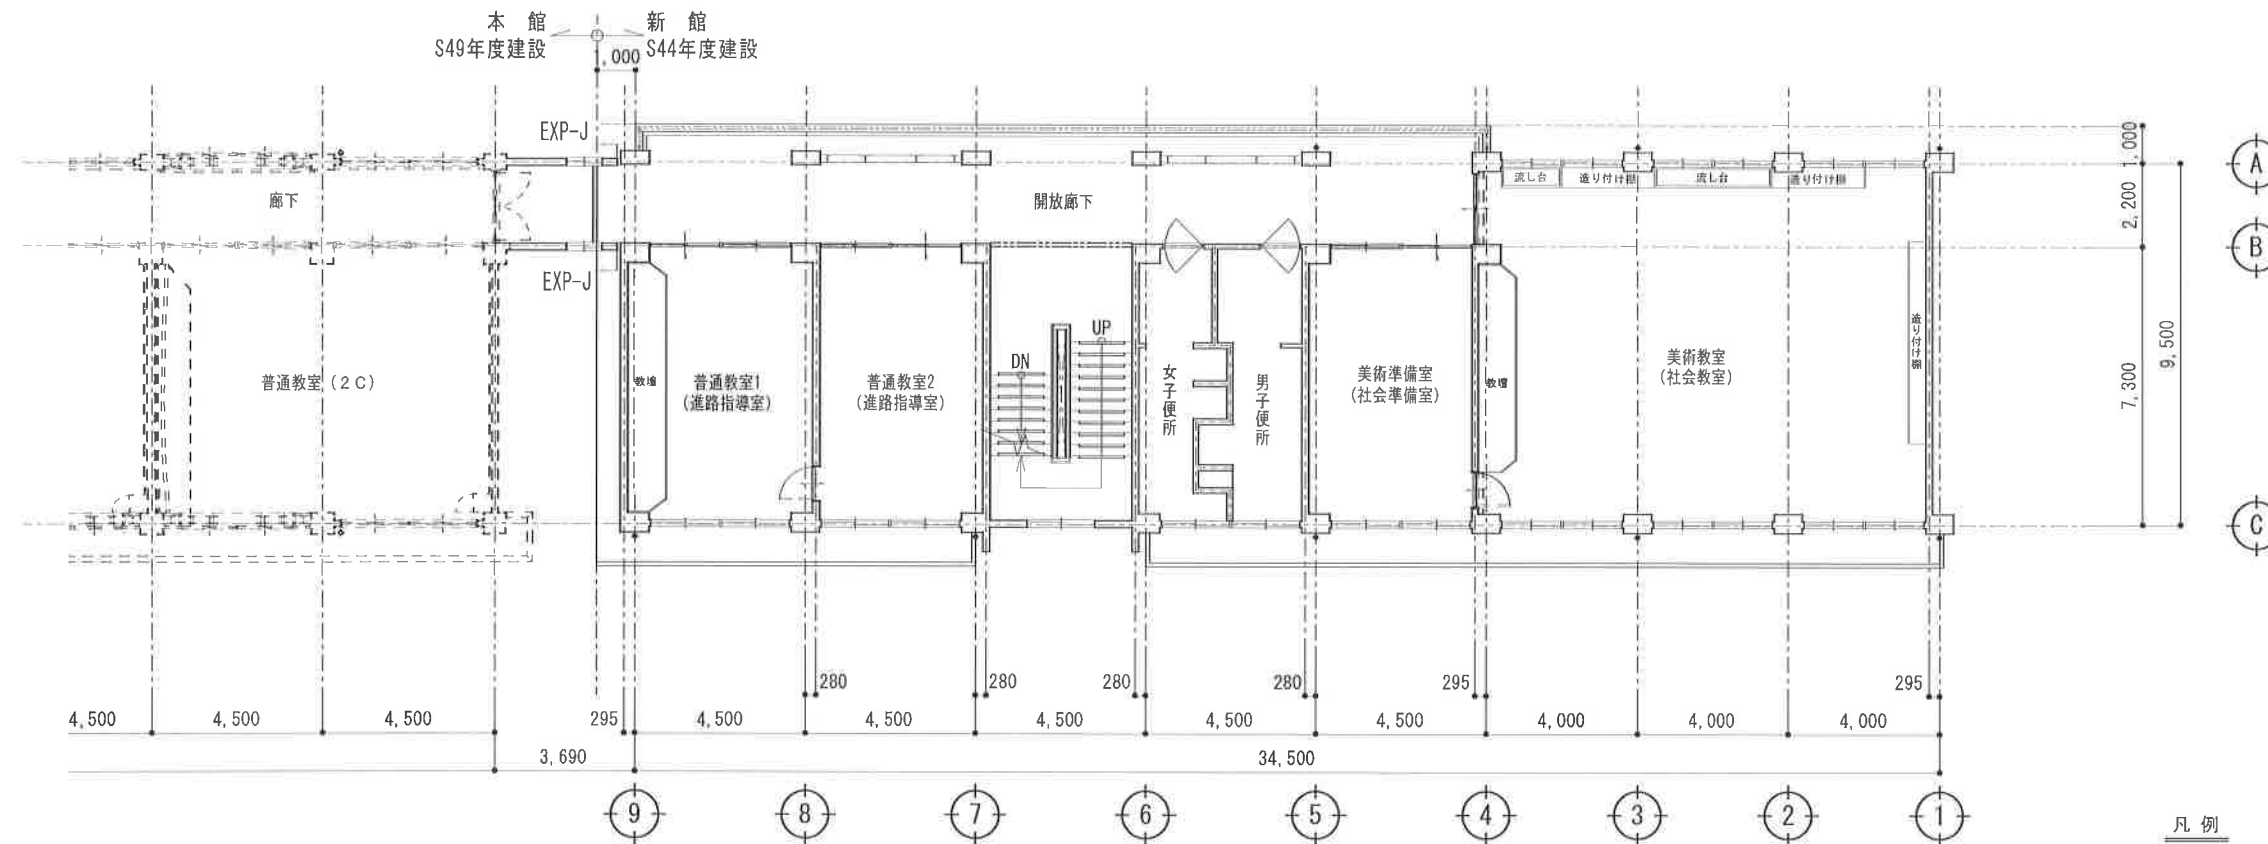 本 館
S49年度建設
新 館
S44年度建設
1,000
EXP-J
EXP-J
廊下
開放廊下
流し台
造り付け棚
流し台
造り付け棚
1,000
2,200
7,300
9,500
A
B
C
普通教室(2C)
教壇
普通教室1
(進路指導室)
普通教室2
(進路指導室)
DN
UP
女子便所
男子便所
美術準備室
(社会準備室)
教壇
美術教室
(社会教室)
造り付け棚
280
280
280
280
295
295
4,500
4,500
4,500
295
4,500
4,500
4,500
4,500
4,500
4,000
4,000
4,000
3,690
34,500
9
8
7
6
5
4
3
2
1
凡 例